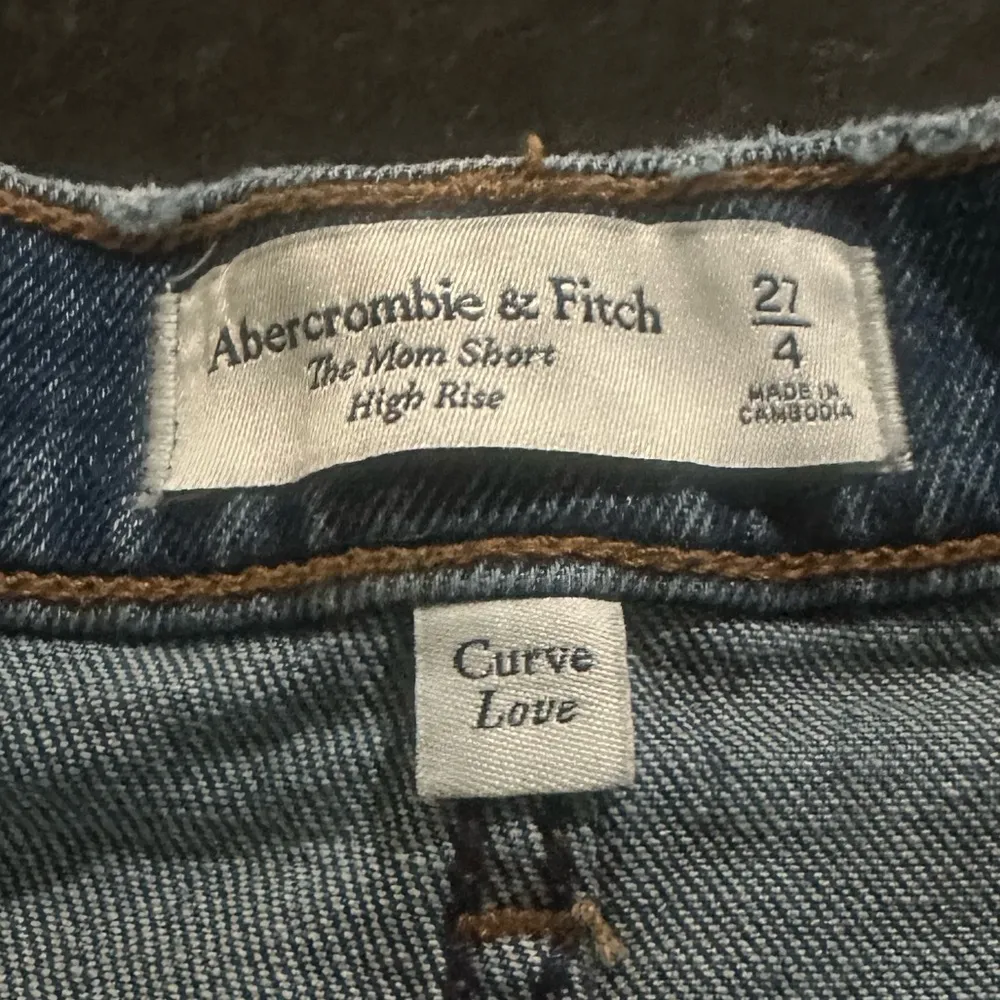 Abercrombie & Fitch
The Mom Short
High Rise
27
4
MADE IN
CAMBODIA
Curve
Love